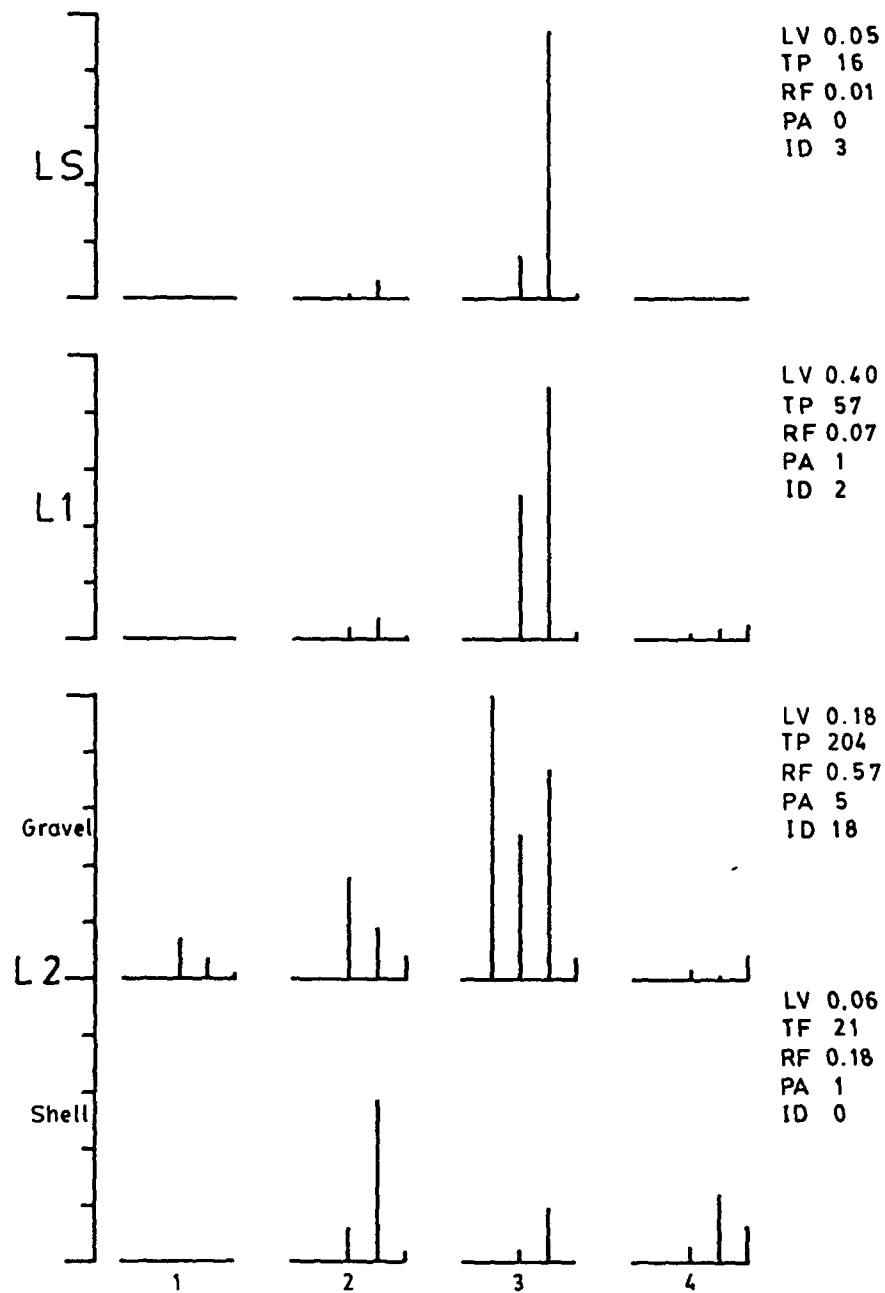 LS
LV 0.05
TP 16
RF 0.01
PA 0
ID 3
L1
LV 0.40
TP 57
RF 0.07
PA 1
ID 2
Gravel
LV 0.18
TP 204
RF 0.57
PA 5
ID 18
L2
Shell
LV 0.06
TF 21
RF 0.18
PA 1
ID 0
1 2 3 4